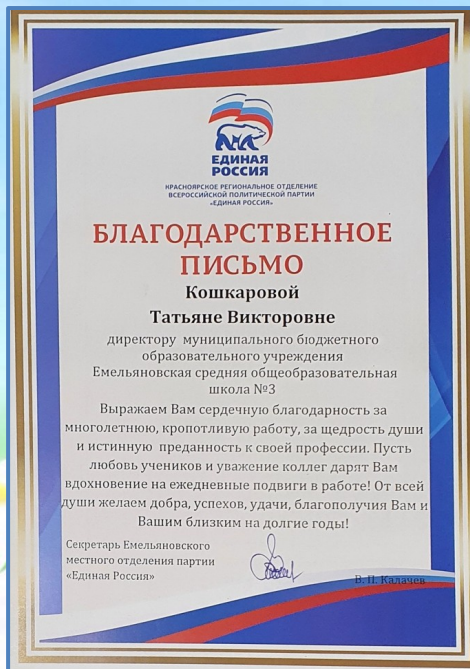 ЕДИНАЯ
РОССИЯ
КРАСНОЯРСКОЕ РЕГИОНАЛЬНОЕ ОТДЕЛЕНИЕ
ВСЕРОССИЙСКОЙ ПОЛИТИЧЕСКОЙ ПАРТИИ
«ЕДИНАЯ РОССИЯ»
БЛАГОДАРСТВЕННОЕ
ПИСЬМО
Кошкаровой
Татьяне Викторовне
директору муниципального бюджетного
образовательного учреждения
Емельяновская средняя общеобразовательная
школа №3
Выражаем Вам сердечную благодарность за
многолетнюю, кропотливую работу, за щедрость души
и истинную преданность к своей профессии. Пусть
любовь учеников и уважение коллег дарят Вам
вдохновение на ежедневные подвиги в работе! От всей
души желаем добра, успехов, удачи, благополучия Вам и
Вашим близким на долгие годы!
Секретарь Емельяновского
местного отделения партии
«Единая Россия»
В. П. Калачев